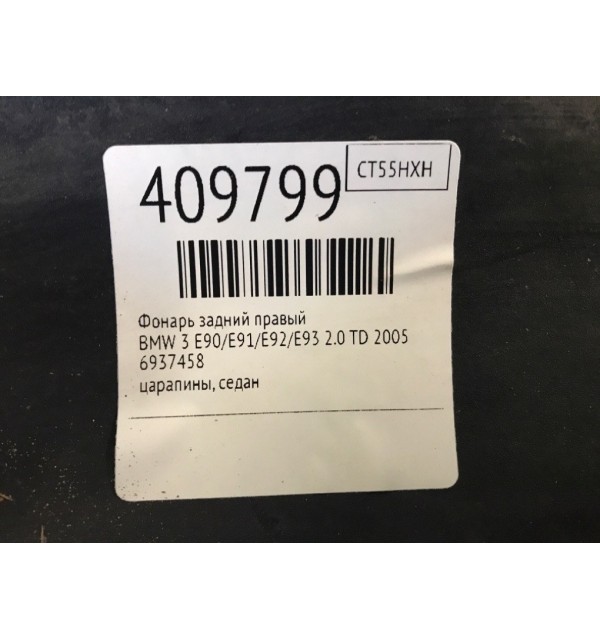 409799
CT55HXH
Фонарь задний правый
BMW 3 E90/E91/E92/E93 2.0 TD 2005
6937458
царапины, седан